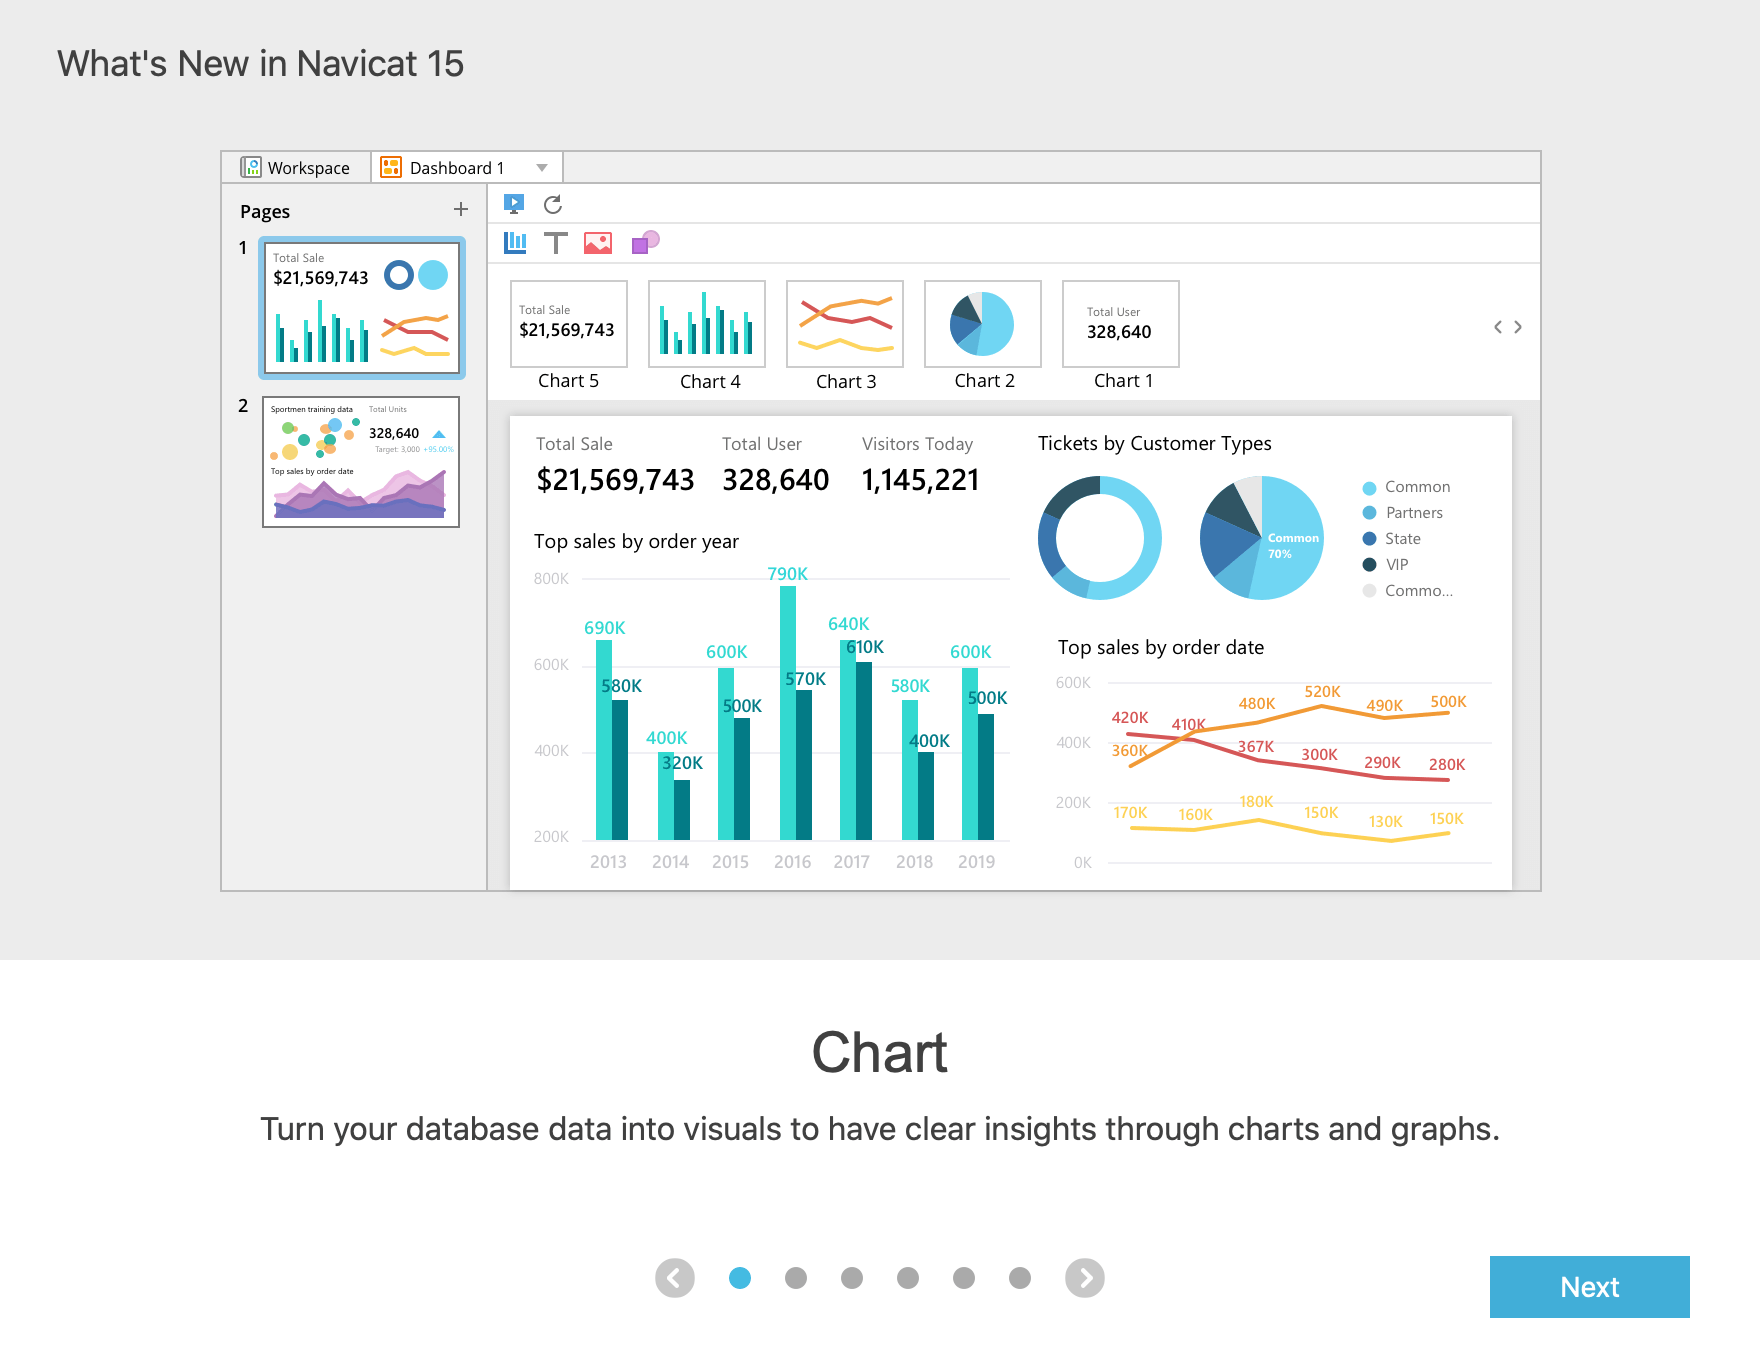 What's New in Navicat 15
Workspace
Dashboard 1
Pages
1
Total Sale
$21,569,743
2
Sportmen training data
Total Units
328,640
Target: 3,000 +95.00%
Top sales by order date
Total Sale
$21,569,743
Total User
328,640
Chart 5
Chart 4
Chart 3
Chart 2
Chart 1
Total Sale
Total User
Visitors Today
$21,569,743
328,640
1,145,221
Top sales by order year
800K
600K
400K
200K
690K
580K
400K
320K
600K
500K
790K
570K
640K
610K
580K
400K
600K
500K
2013
2014
2015
2016
2017
2018
2019
Tickets by Customer Types
Common
70%
Common
Partners
State
VIP
Commo...
Top sales by order date
600K
400K
200K
0K
420K
410K
367K
300K
290K
280K
360K
480K
520K
490K
500K
170K
160K
180K
150K
130K
150K
Chart
Turn your database data into visuals to have clear insights through charts and graphs.
Next